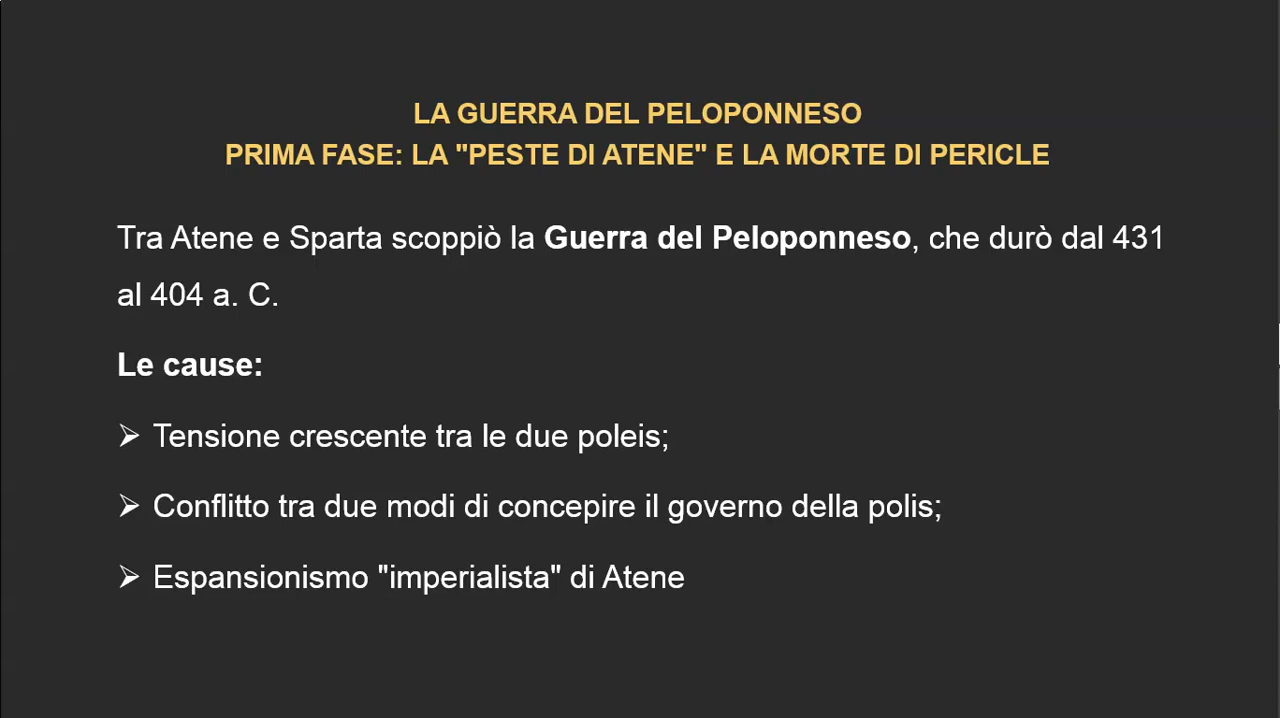 LA GUERRA DEL PELOPONNESO
PRIMA FASE: LA "PESTE DI ATENE" E LA MORTE DI PERICLE
Tra Atene e Sparta scoppiò la Guerra del Peloponneso, che durò dal 431
al 404 a. C.
Le cause:
➢ Tensione crescente tra le due poleis;
➢ Conflitto tra due modi di concepire il governo della polis;
➢ Espansionismo "imperialista" di Atene